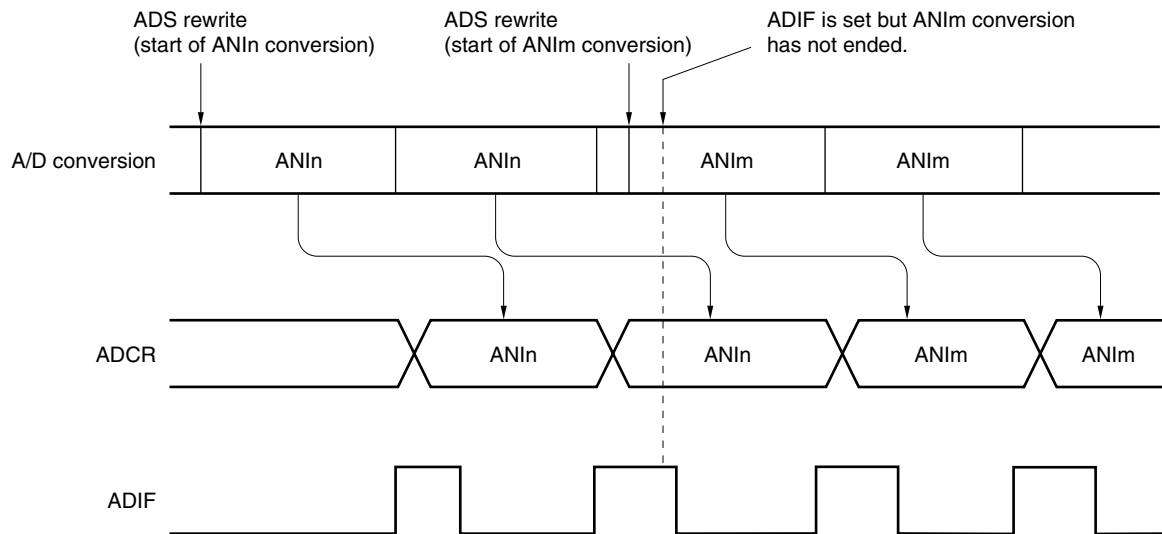 ADS rewrite
(start of ANIn conversion)
ADS rewrite
(start of ANIm conversion)
ADIF is set but ANIm conversion
has not ended.
A/D conversion
ANIn
ANIn
ANIm
ANIm
ADCR
ANIn
ANIn
ANIm
ANIm
ADIF